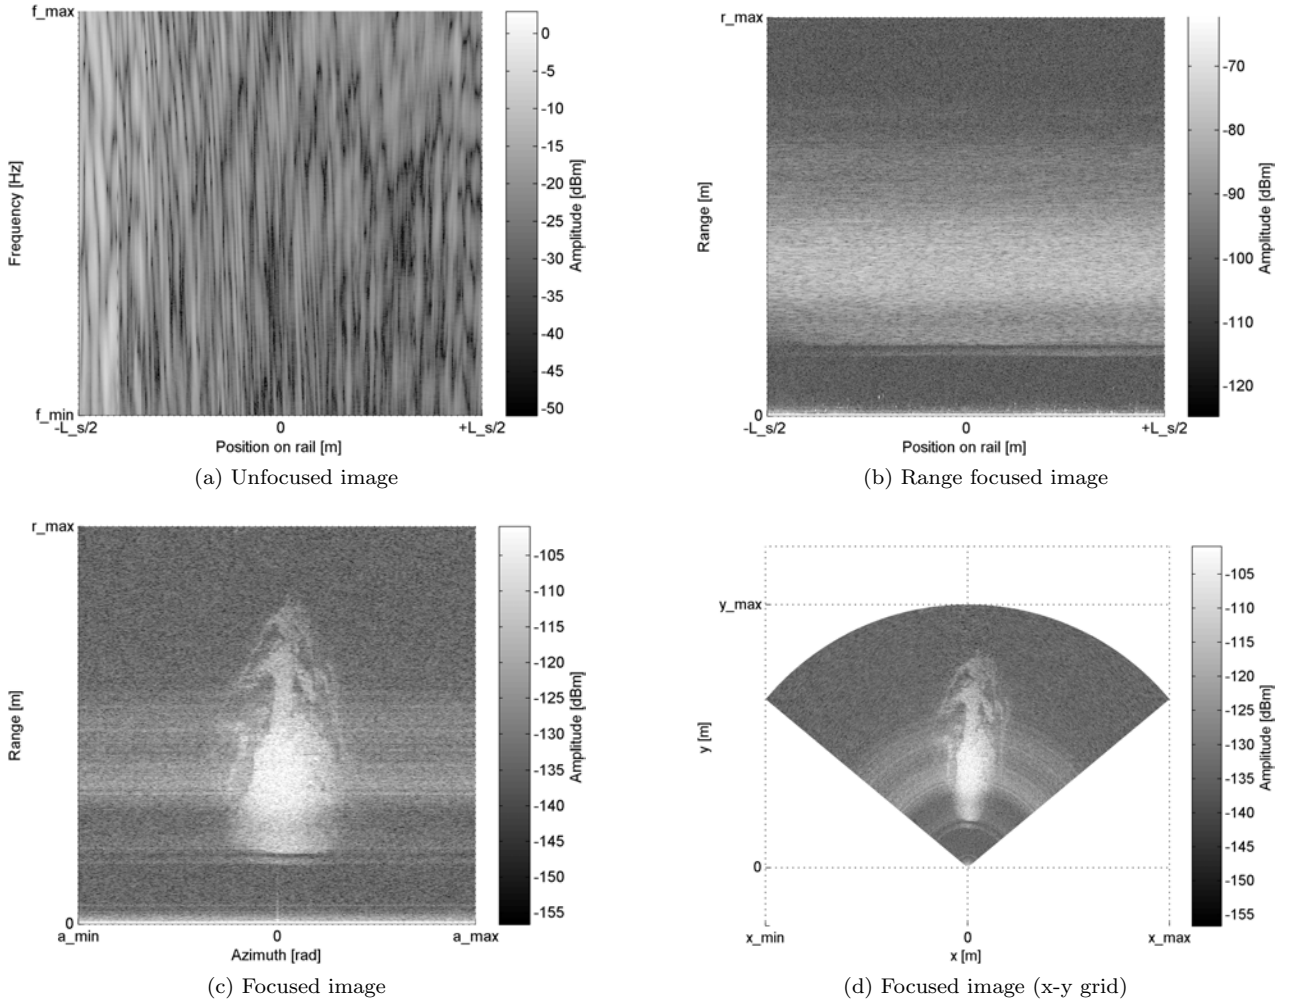 f_max
0
-5
-10
-15
-20
-25
-30
-35
-40
-45
-50
Frequency [Hz]
Amplitude [dBm]
f_min
-L_s/2
0
+L_s/2
Position on rail [m]
(a) Unfocused image
r_max
-70
-80
-90
-100
-110
-120
Range [m]
Amplitude [dBm]
0
-L_s/2
0
+L_s/2
Position on rail [m]
(b) Range focused image
r_max
-105
-110
-115
-120
-125
-130
-135
-140
-145
-150
-155
Range [m]
Amplitude [dBm]
0
a_min
0
a_max
Azimuth [rad]
(c) Focused image
y_max
-105
-110
-115
-120
-125
-130
-135
-140
-145
-150
-155
y [m]
Amplitude [dBm]
0
x_min
0
x_max
x [m]
(d) Focused image (x-y grid)